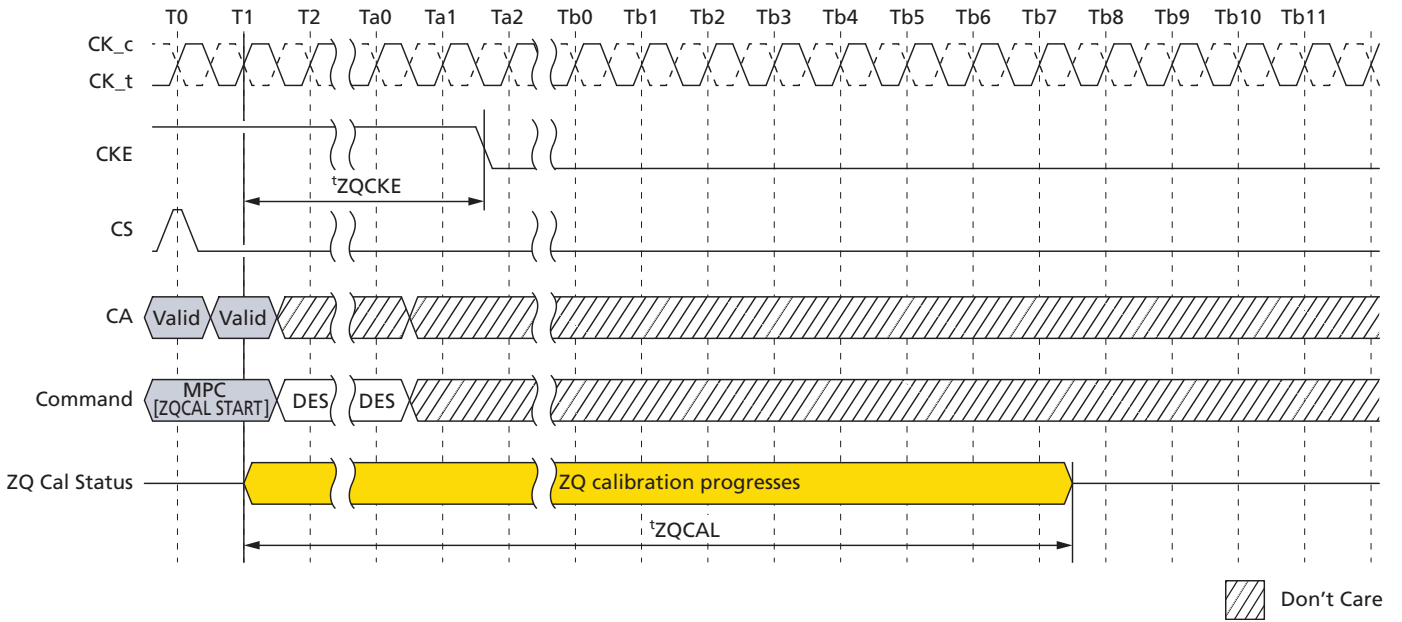 T0 T1 T2 Ta0 Ta1 Ta2 Tb0 Tb1 Tb2 Tb3 Tb4 Tb5 Tb6 Tb7 Tb8 Tb9 Tb10 Tb11
CK_c
CK_t
CKE
tZQCKE
CS
CA Valid Valid
Command MPC [ZQCAL START] DES DES
ZQ Cal Status ZQ calibration progresses
tZQCAL
Don't Care